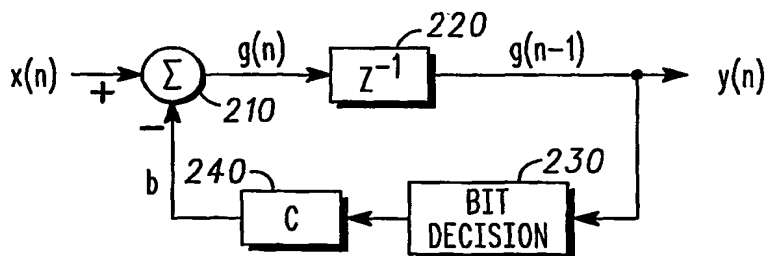 220
x(n)
+
Σ
g(n)
Z⁻¹
g(n-1)
y(n)
210
−
b
240
C
230
BIT
DECISION